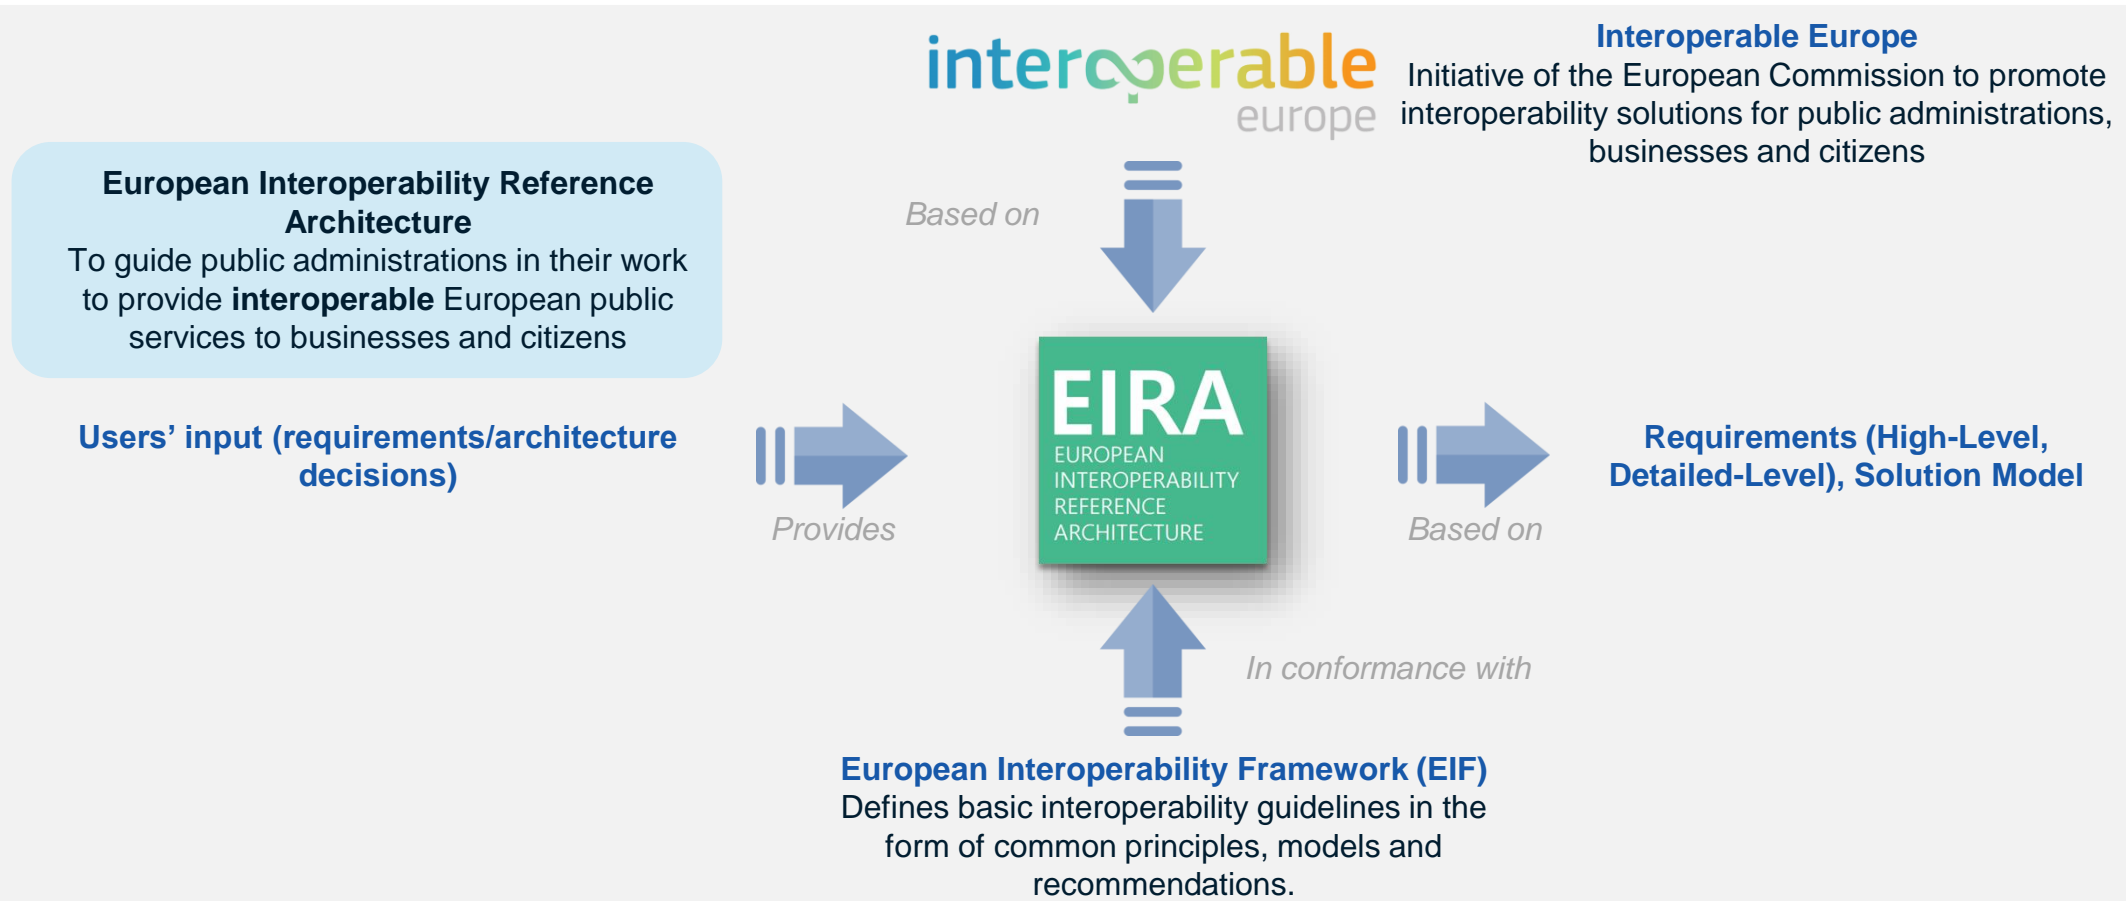 interoperable
europe
Interoperable Europe
Initiative of the European Commission to promote
interoperability solutions for public administrations,
businesses and citizens
European Interoperability Reference
Architecture
To guide public administrations in their work
to provide interoperable European public
services to businesses and citizens
Based on
Users’ input (requirements/architecture
decisions)
Provides
EIRA
EUROPEAN
INTEROPERABILITY
REFERENCE
ARCHITECTURE
Based on
Requirements (High-Level,
Detailed-Level), Solution Model
In conformance with
European Interoperability Framework (EIF)
Defines basic interoperability guidelines in the
form of common principles, models and
recommendations.